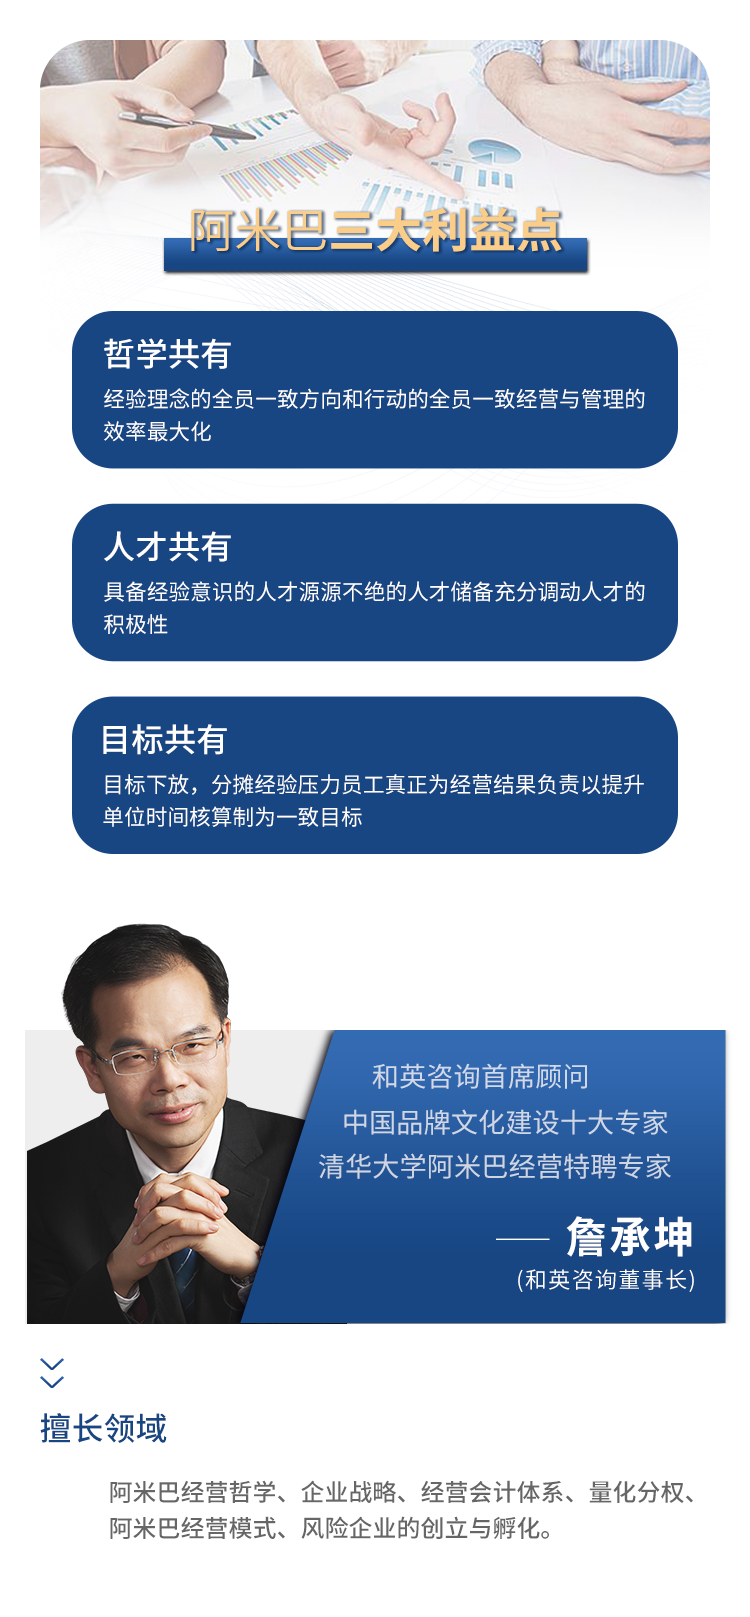 阿米巴三大利益点
哲学共有
经验理念的全员一致方向和行动的全员一致经营与管理的
效率最大化
人才共有
具备经验意识的人才源源不绝的人才储备充分调动人才的
积极性
目标共有
目标下放，分摊经验压力员工真正为经营结果负责以提升
单位时间核算制为一致目标
和英咨询首席顾问
中国品牌文化建设十大专家
清华大学阿米巴经营特聘专家
—— 詹承坤
(和英咨询董事长)
擅长领域
阿米巴经营哲学、企业战略、经营会计体系、量化分权、
阿米巴经营模式、风险企业的创立与孵化。